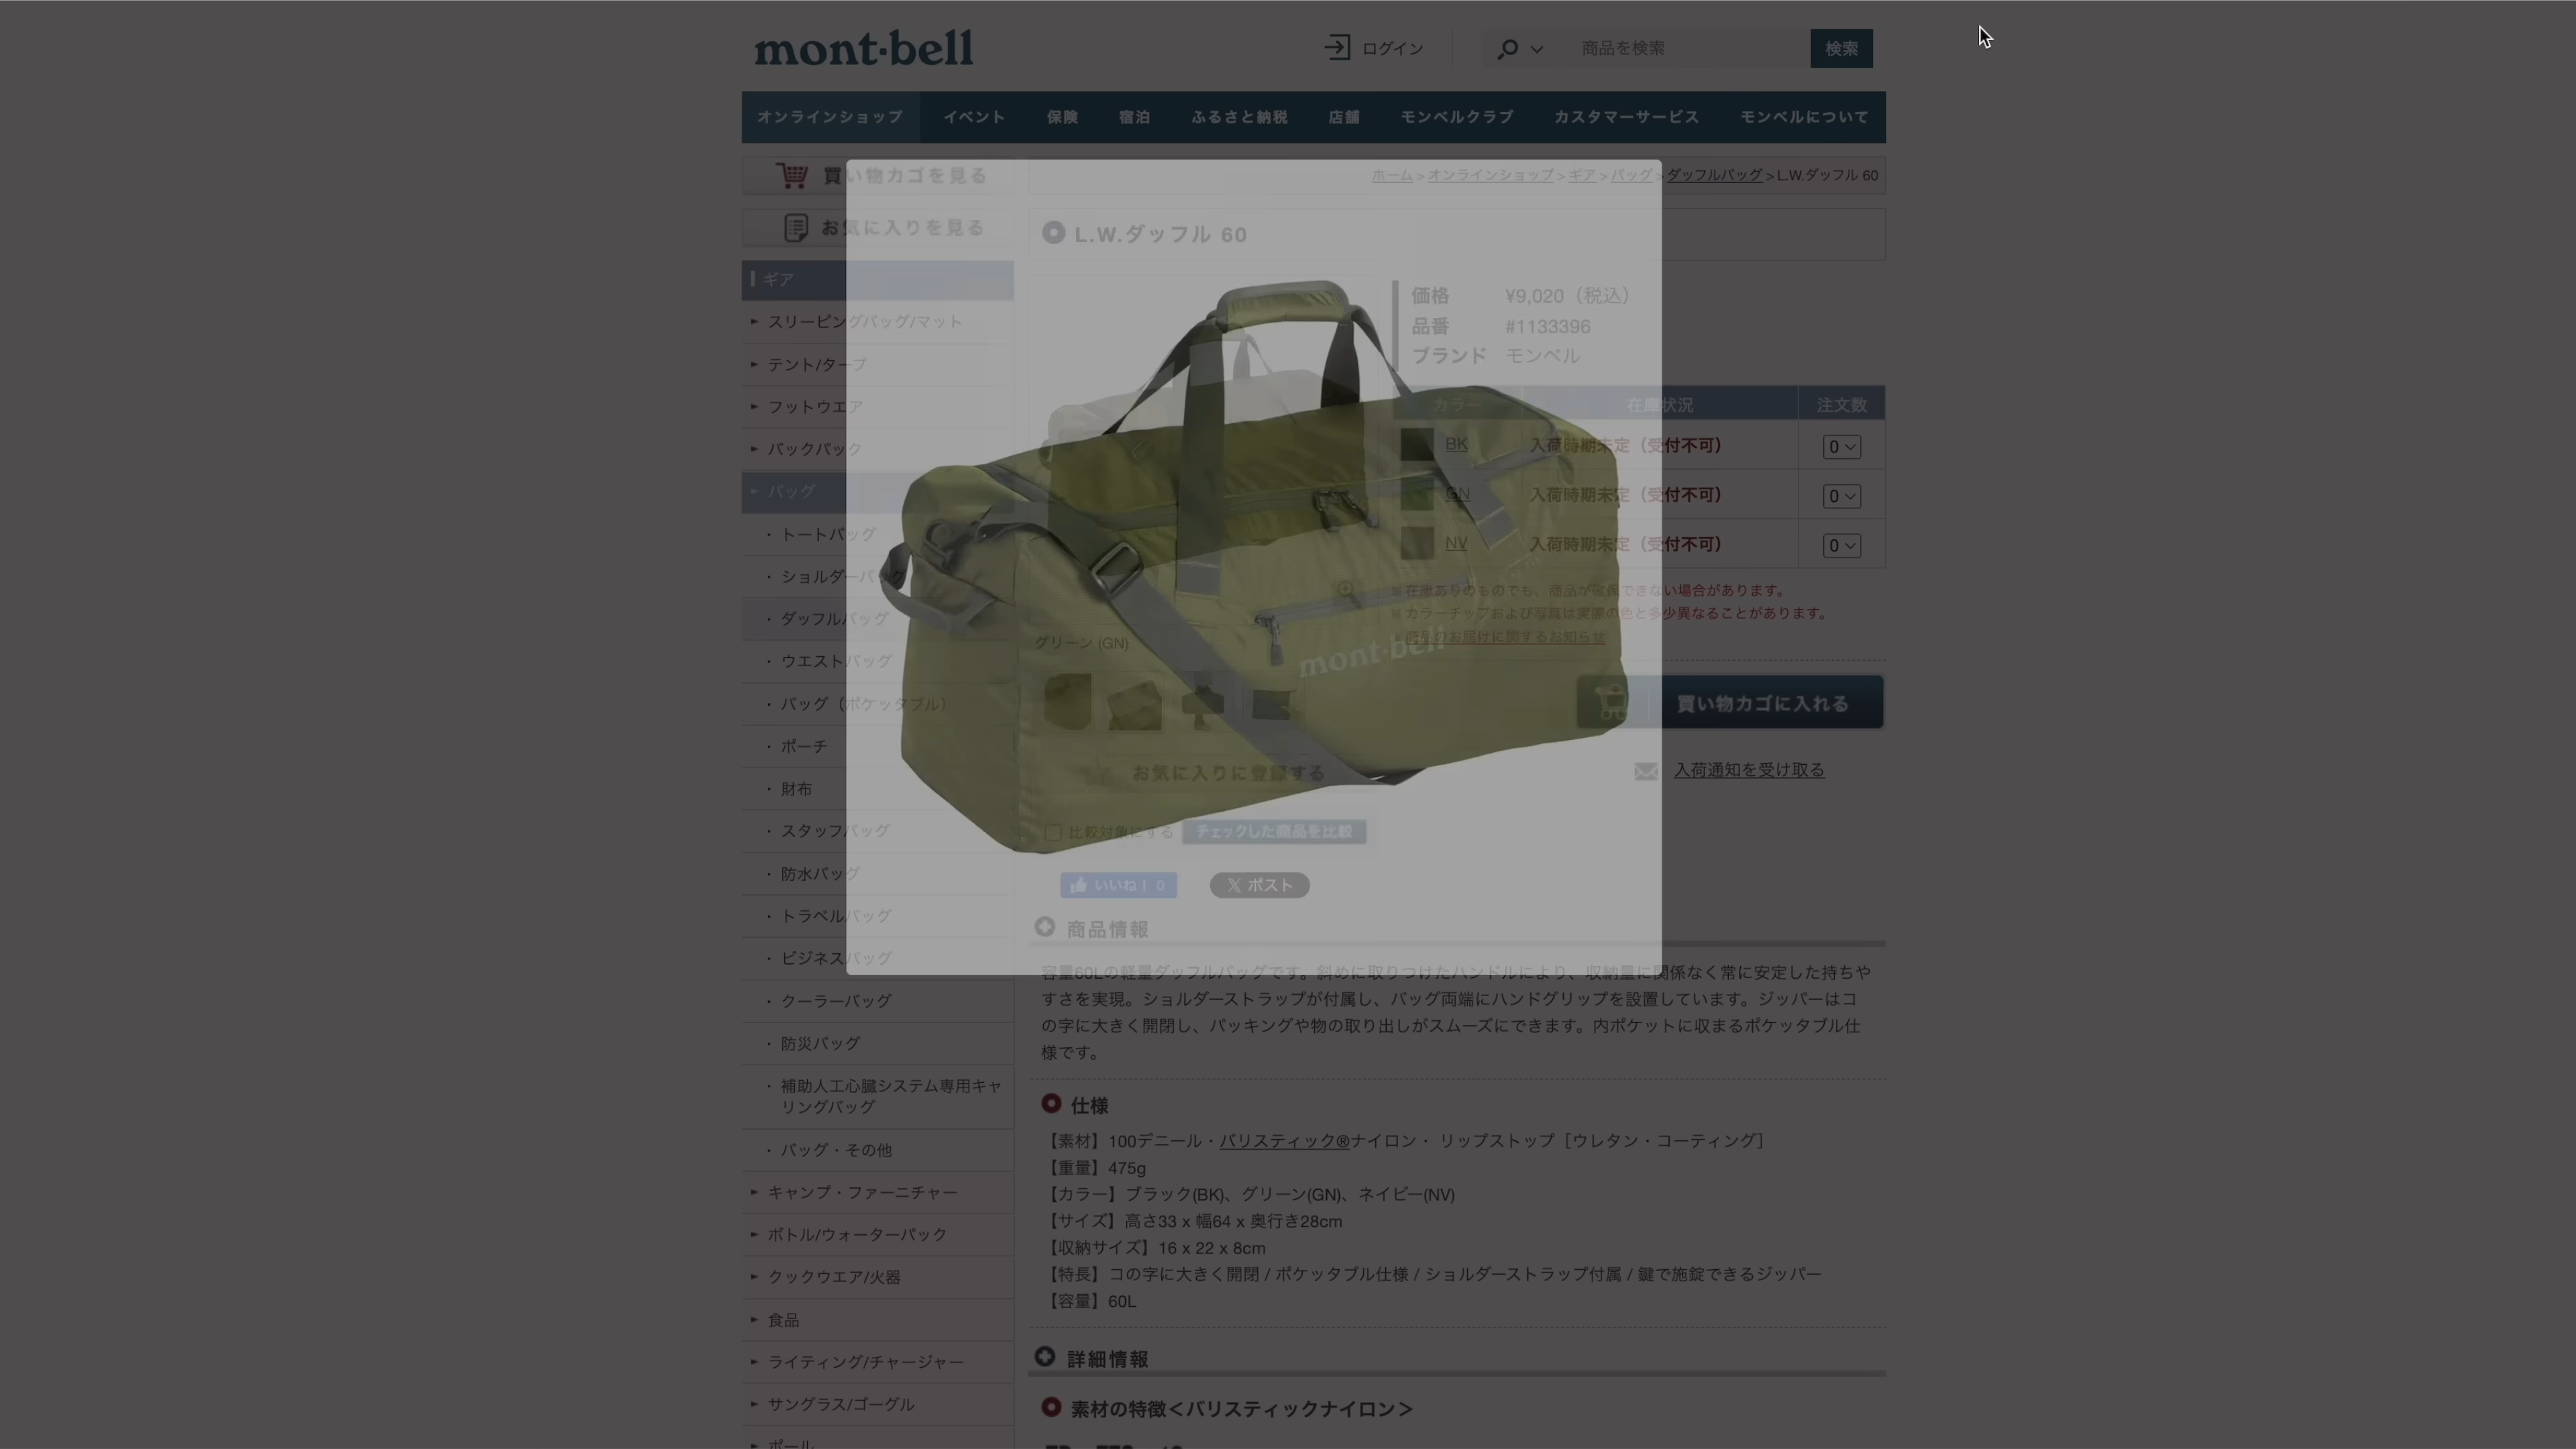 mont·bell
ログイン
商品を検索
検索
オンラインショップ
イベント
保険
宿泊
ふるさと納税
店舗
モンベルクラブ
カスタマーサービス
モンベルについて
買い物カゴを見る
ホーム > オンラインショップ > ギア > バッグ > ダッフルバッグ > L.W.ダッフル 60
お気に入りを見る
L.W.ダッフル 60
ギア
スリーピングバッグ/マット
テント/タープ
フットウエア
バックパック
バッグ
・ トートバッグ
・ ショルダーバッグ
・ ダッフルバッグ
・ ウエストバッグ
・ バッグ（ポケッタブル）
・ ポーチ
・ 財布
・ スタッフバッグ
・ 防水バッグ
・ トラベルバッグ
・ ビジネスバッグ
・ クーラーバッグ
・ 防災バッグ
・ 補助人工心臓システム専用キャ
リングバッグ
・ バッグ・その他
キャンプ・ファーニチャー
ボトル/ウォーターパック
クックウエア/火器
食品
ライティング/チャージャー
サングラス/ゴーグル
ポール
価格 ¥9,020（税込）
品番 #1133396
ブランド モンベル
カラー 在庫状況 注文数
BK 入荷時期未定（受付不可） 0
GN 入荷時期未定（受付不可） 0
NV 入荷時期未定（受付不可） 0
※在庫ありのものでも、商品が確保できない場合があります。
※カラーチップおよび写真は実際の色と多少異なることがあります。
※商品のお届けに関するお知らせ
グリーン (GN)
mont-bell
買い物カゴに入れる
入荷通知を受け取る
お気に入りに登録する
比較対象にする
チェックした商品を比較
いいね！ 0
ポスト
商品情報
容量60Lの軽量ダッフルバッグです。斜めに取りつけたハンドルにより、収納量に関係なく常に安定した持ちや
すさを実現。ショルダーストラップが付属し、バッグ両端にハンドグリップを設置しています。ジッパーはコ
の字に大きく開閉し、パッキングや物の取り出しがスムーズにできます。内ポケットに収まるポケッタブル仕
様です。
仕様
【素材】100デニール・バリスティック®ナイロン・ リップストップ［ウレタン・コーティング］
【重量】475g
【カラー】ブラック(BK)、グリーン(GN)、ネイビー(NV)
【サイズ】高さ33 x 幅64 x 奥行き28cm
【収納サイズ】16 x 22 x 8cm
【特長】コの字に大きく開閉 / ポケッタブル仕様 / ショルダーストラップ付属 / 鍵で施錠できるジッパー
【容量】60L
詳細情報
素材の特徴＜バリスティックナイロン＞